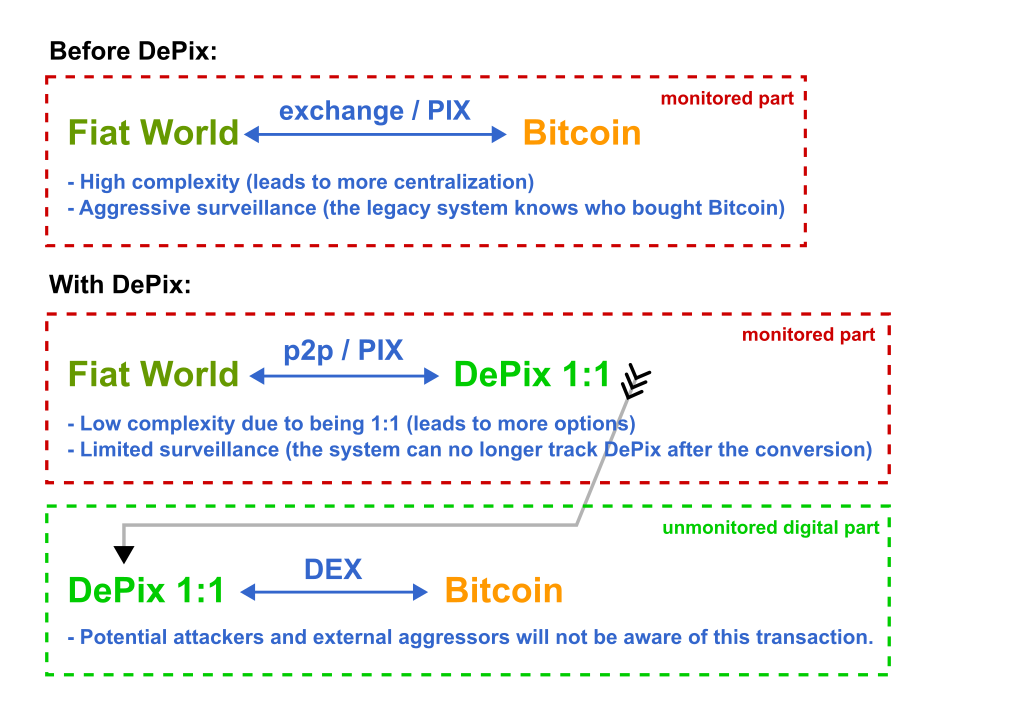 Before DePix:
monitored part
exchange / PIX
Fiat World
Bitcoin
- High complexity (leads to more centralization)
- Aggressive surveillance (the legacy system knows who bought Bitcoin)
With DePix:
monitored part
p2p / PIX
Fiat World
DePix 1:1
- Low complexity due to being 1:1 (leads to more options)
- Limited surveillance (the system can no longer track DePix after the conversion)
unmonitored digital part
DEX
DePix 1:1
Bitcoin
- Potential attackers and external aggressors will not be aware of this transaction.